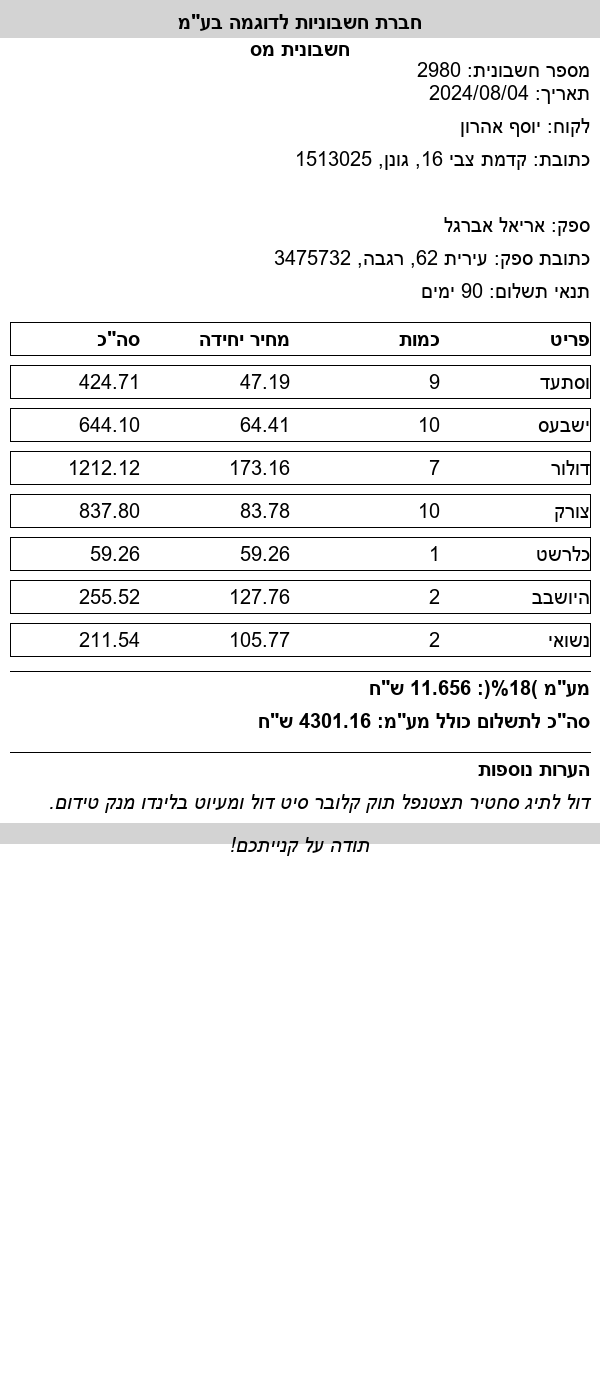 חברת חשבוניות לדוגמה בע"מ
חשבונית מס
מספר חשבונית: 2980
תאריך: 2024/08/04
לקוח: יוסף אהרון
כתובת: קדמת צבי 16, גונן, 1513025
ספק: אריאל אברגל
כתובת ספק: עירית 62, רגבה, 3475732
תנאי תשלום: 90 ימים
פריט כמות מחיר יחידה סה"כ
וסתעד 9 47.19 424.71
ישבעס 10 64.41 644.10
דולור 7 173.16 1212.12
צורק 10 83.78 837.80
כלרשט 1 59.26 59.26
היושבב 2 127.76 255.52
נשואי 2 105.77 211.54
מע"מ )18%(: 11.656 ש"ח
סה"כ לתשלום כולל מע"מ: 4301.16 ש"ח
הערות נוספות
דול לתיג סחטיר תצטנפל תוק קלובר סיט דול ומעיוט בלינדו מנק טידום.
תודה על קנייתכם!